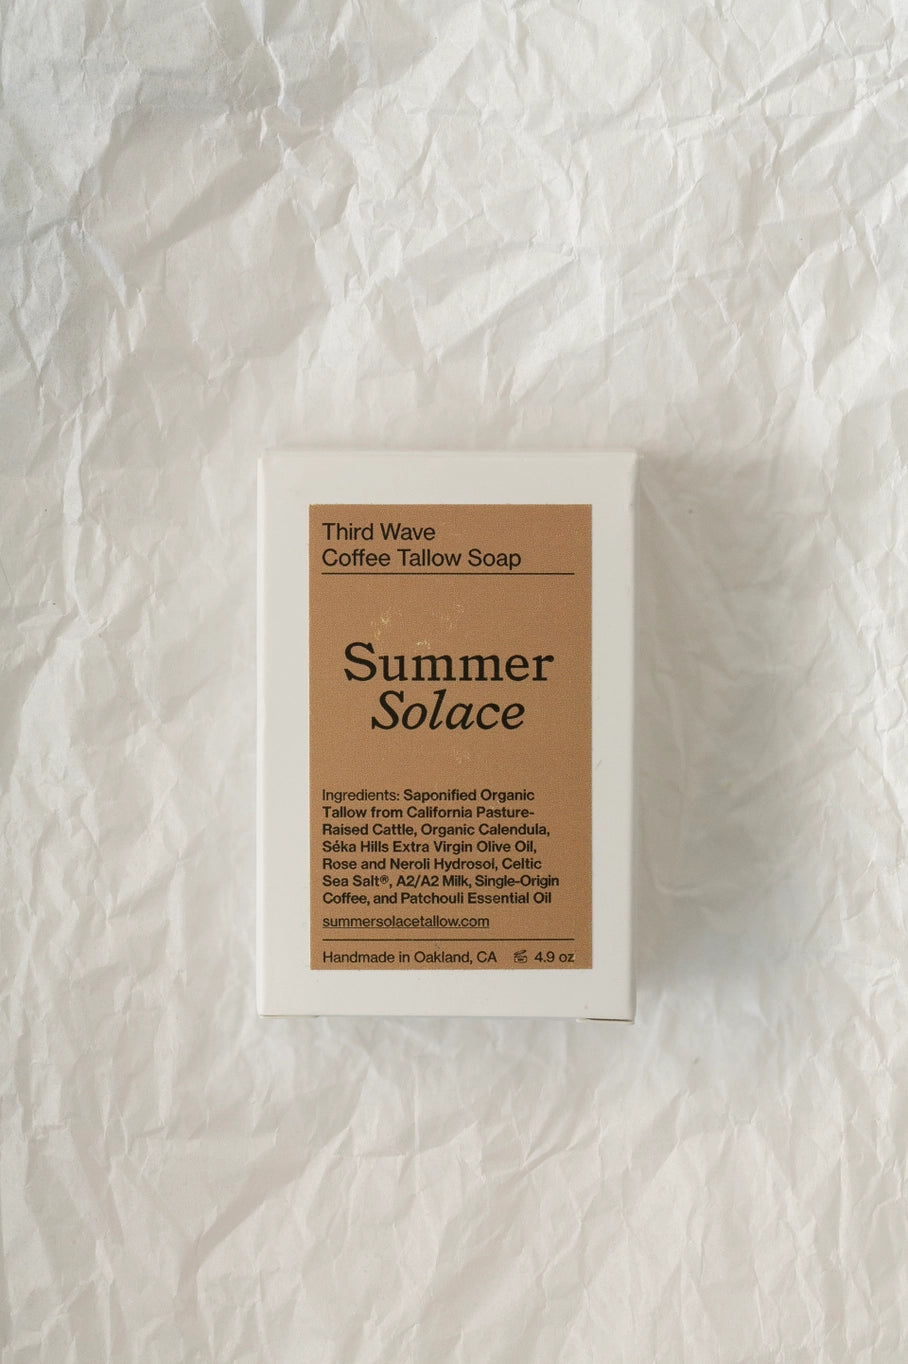 Third Wave
Coffee Tallow Soap
Summer
Solace
Ingredients: Saponified Organic
Tallow from California Pasture-
Raised Cattle, Organic Calendula,
Séka Hills Extra Virgin Olive Oil,
Rose and Neroli Hydrosol, Celtic
Sea Salt®, A2/A2 Milk, Single-Origin
Coffee, and Patchouli Essential Oil
summersolacetallow.com
Handmade in Oakland, CA 4.9 oz